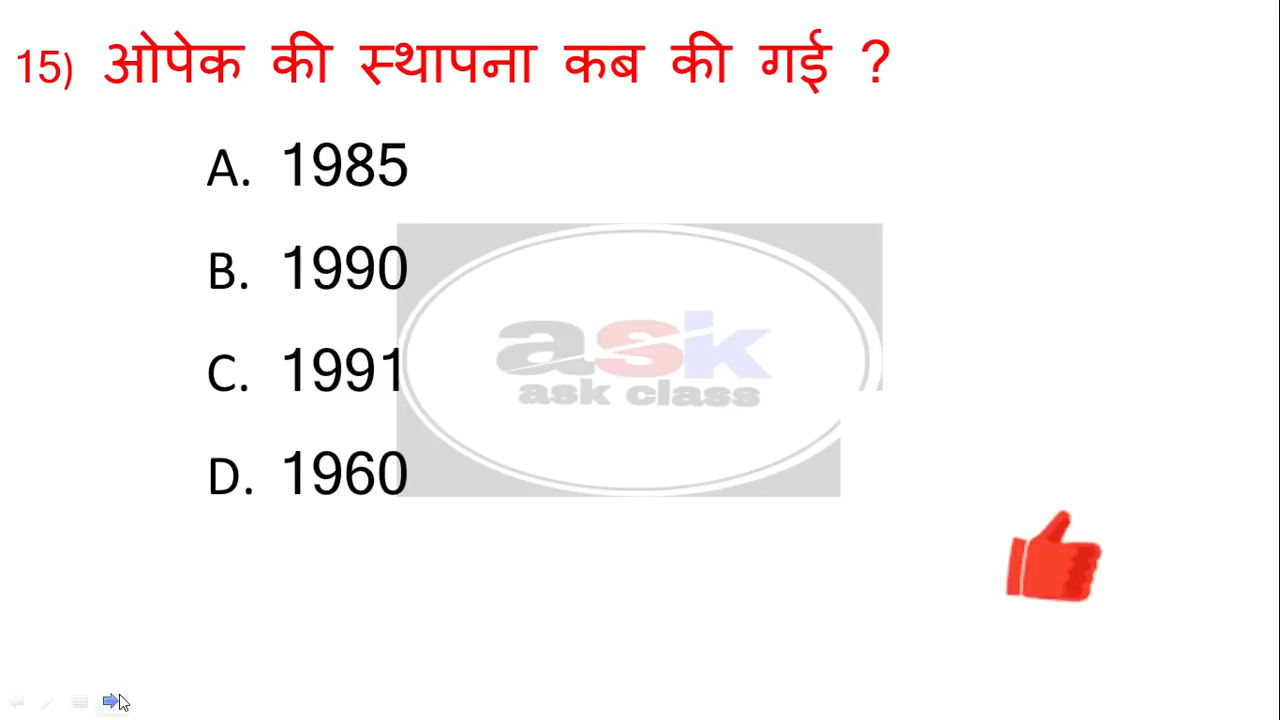 15) ओपेक की स्थापना कब की गई ?
A. 1985
B. 1990
C. 1991
D. 1960
ask
ask class